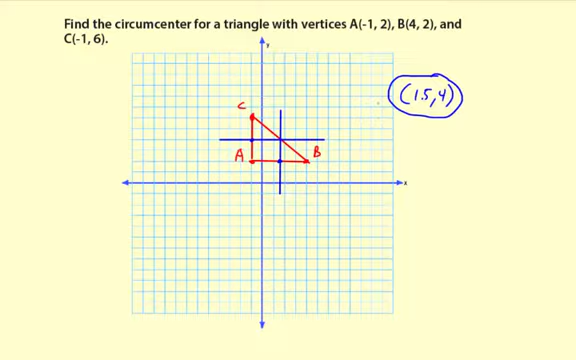 Find the circumcenter for a triangle with vertices A(-1, 2), B(4, 2), and
C(-1, 6).
y
(1.5,4)
C
A
B
x